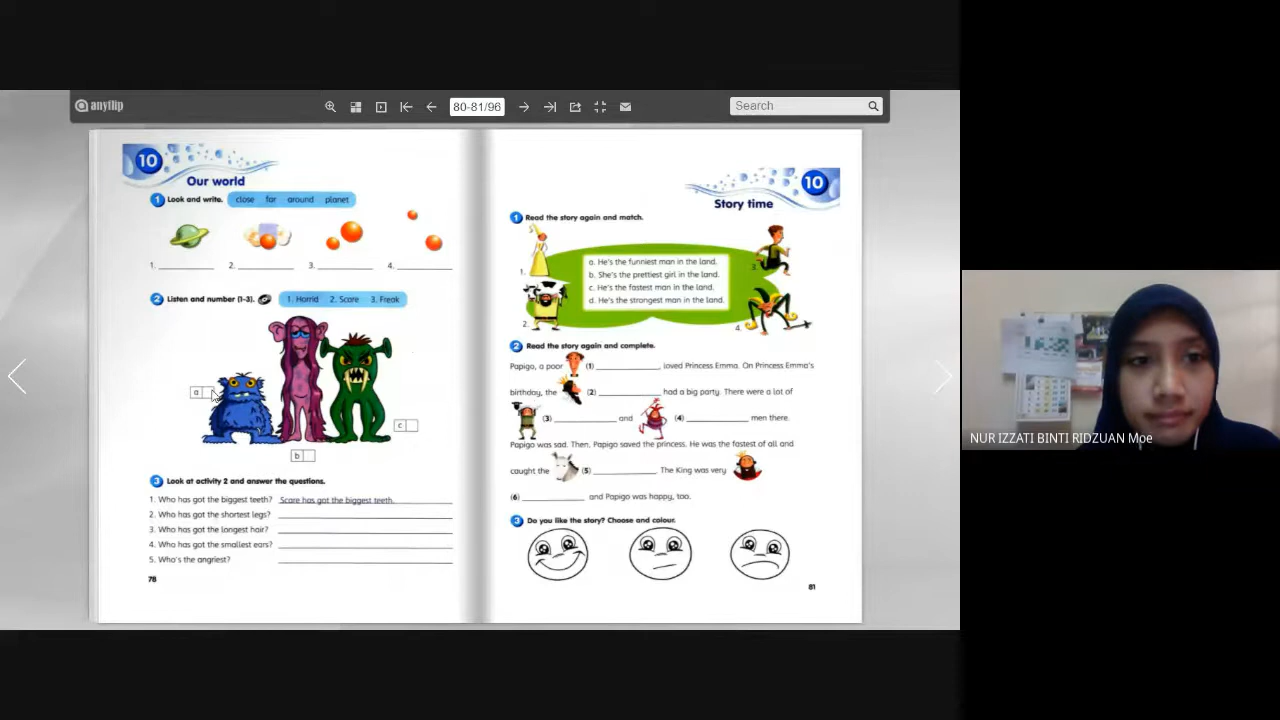 anyflip
80-81/96
Search
10
Our world
1 Look and write. close far around planet
1. 2. 3. 4.
2 Listen and number (1-3). 1. Horrid 2. Scare 3. Freak
a
b
c
3 Look at activity 2 and answer the questions.
1. Who has got the biggest teeth? Scare has got the biggest teeth.
2. Who has got the shortest legs?
3. Who has got the longest hair?
4. Who has got the smallest ears?
5. Who's the angriest?
78
10
Story time
1 Read the story again and match.
1.
2.
3.
4.
a. He's the funniest man in the land.
b. She's the prettiest girl in the land.
c. He's the fastest man in the land.
d. He's the strongest man in the land.
2 Read the story again and complete.
Papigo, a poor (1) ____________, loved Princess Emma. On Princess Emma's
birthday, the (2) ____________ had a big party. There were a lot of
(3) ____________ and (4) ____________ men there.
Papigo was sad. Then, Papigo saved the princess. He was the fastest of all and
caught the (5) ____________. The King was very
(6) ____________ and Papigo was happy, too.
3 Do you like the story? Choose and colour.
81
NUR IZZATI BINTI RIDZUAN Moe